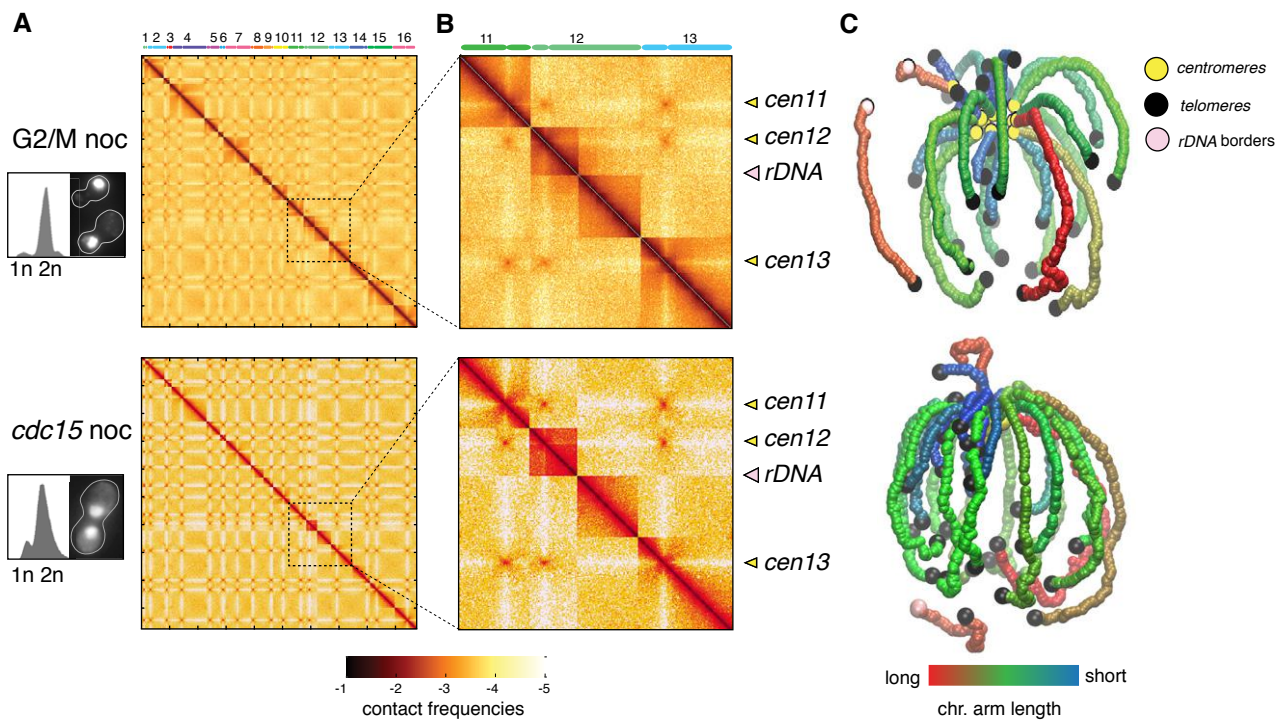 A
B
C
1 2 3 4 5 6 7 8 9 10 11 12 13 14 15 16
11 12 13
G2/M noc
1n 2n
cen11
cen12
rDNA
cen13
centromeres
telomeres
rDNA borders
cdc15 noc
1n 2n
cen11
cen12
rDNA
cen13
-1 -2 -3 -4 -5
contact frequencies
long short
chr. arm length